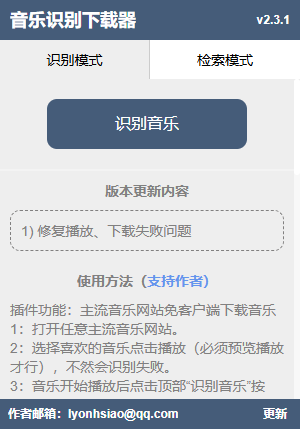 音乐识别下载器 v2.3.1
识别模式 检索模式
识别音乐
版本更新内容
1) 修复播放、下载失败问题
使用方法（支持作者）
插件功能：主流音乐网站免客户端下载音乐
1：打开任意主流音乐网站。
2：选择喜欢的音乐点击播放（必须预览播放
才行），不然会识别失败。
3：音乐开始播放后点击顶部“识别音乐”按
作者邮箱：lyonhsiao@qq.com 更新